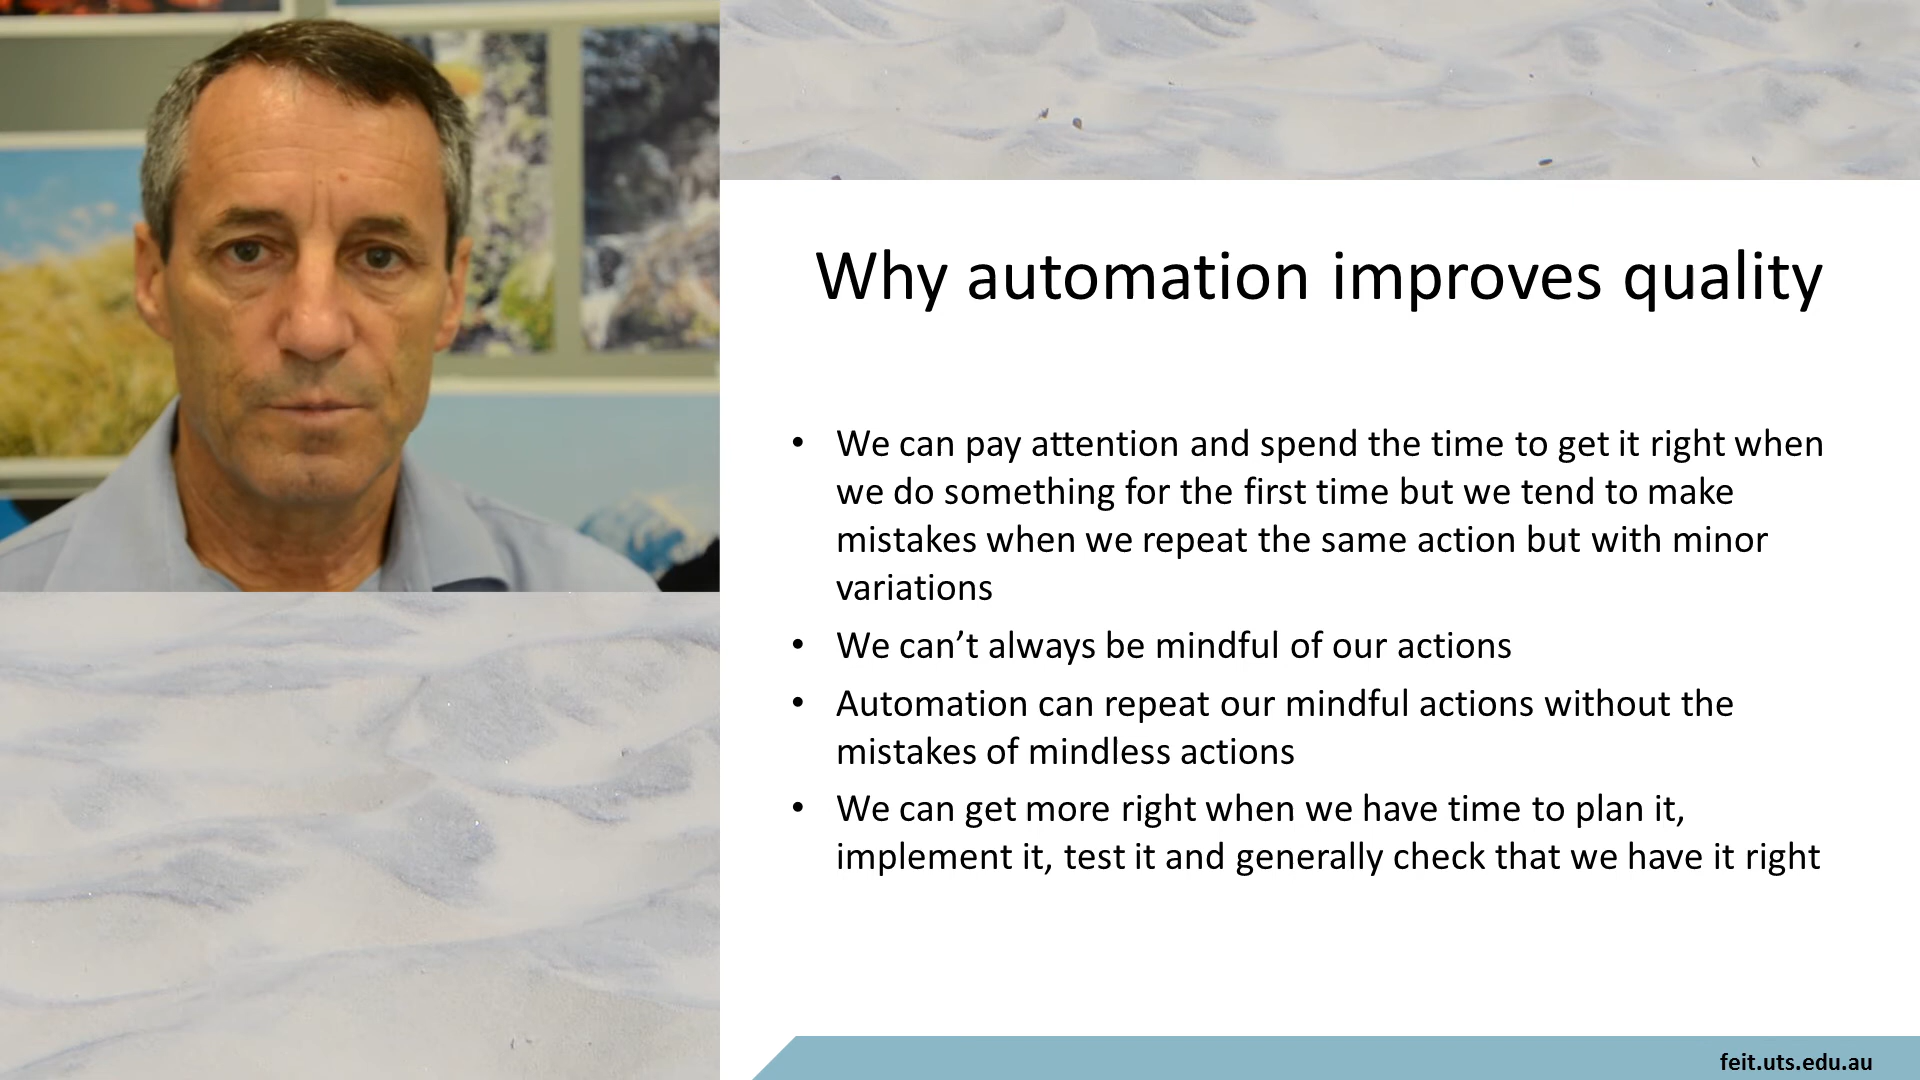 Why automation improves quality
• We can pay attention and spend the time to get it right when
we do something for the first time but we tend to make
mistakes when we repeat the same action but with minor
variations
• We can’t always be mindful of our actions
• Automation can repeat our mindful actions without the
mistakes of mindless actions
• We can get more right when we have time to plan it,
implement it, test it and generally check that we have it right
feit.uts.edu.au